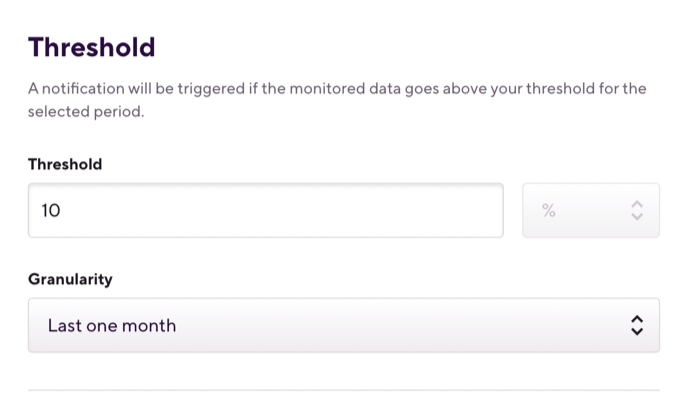 Threshold
A notification will be triggered if the monitored data goes above your threshold for the
selected period.
Threshold
10
%
Granularity
Last one month